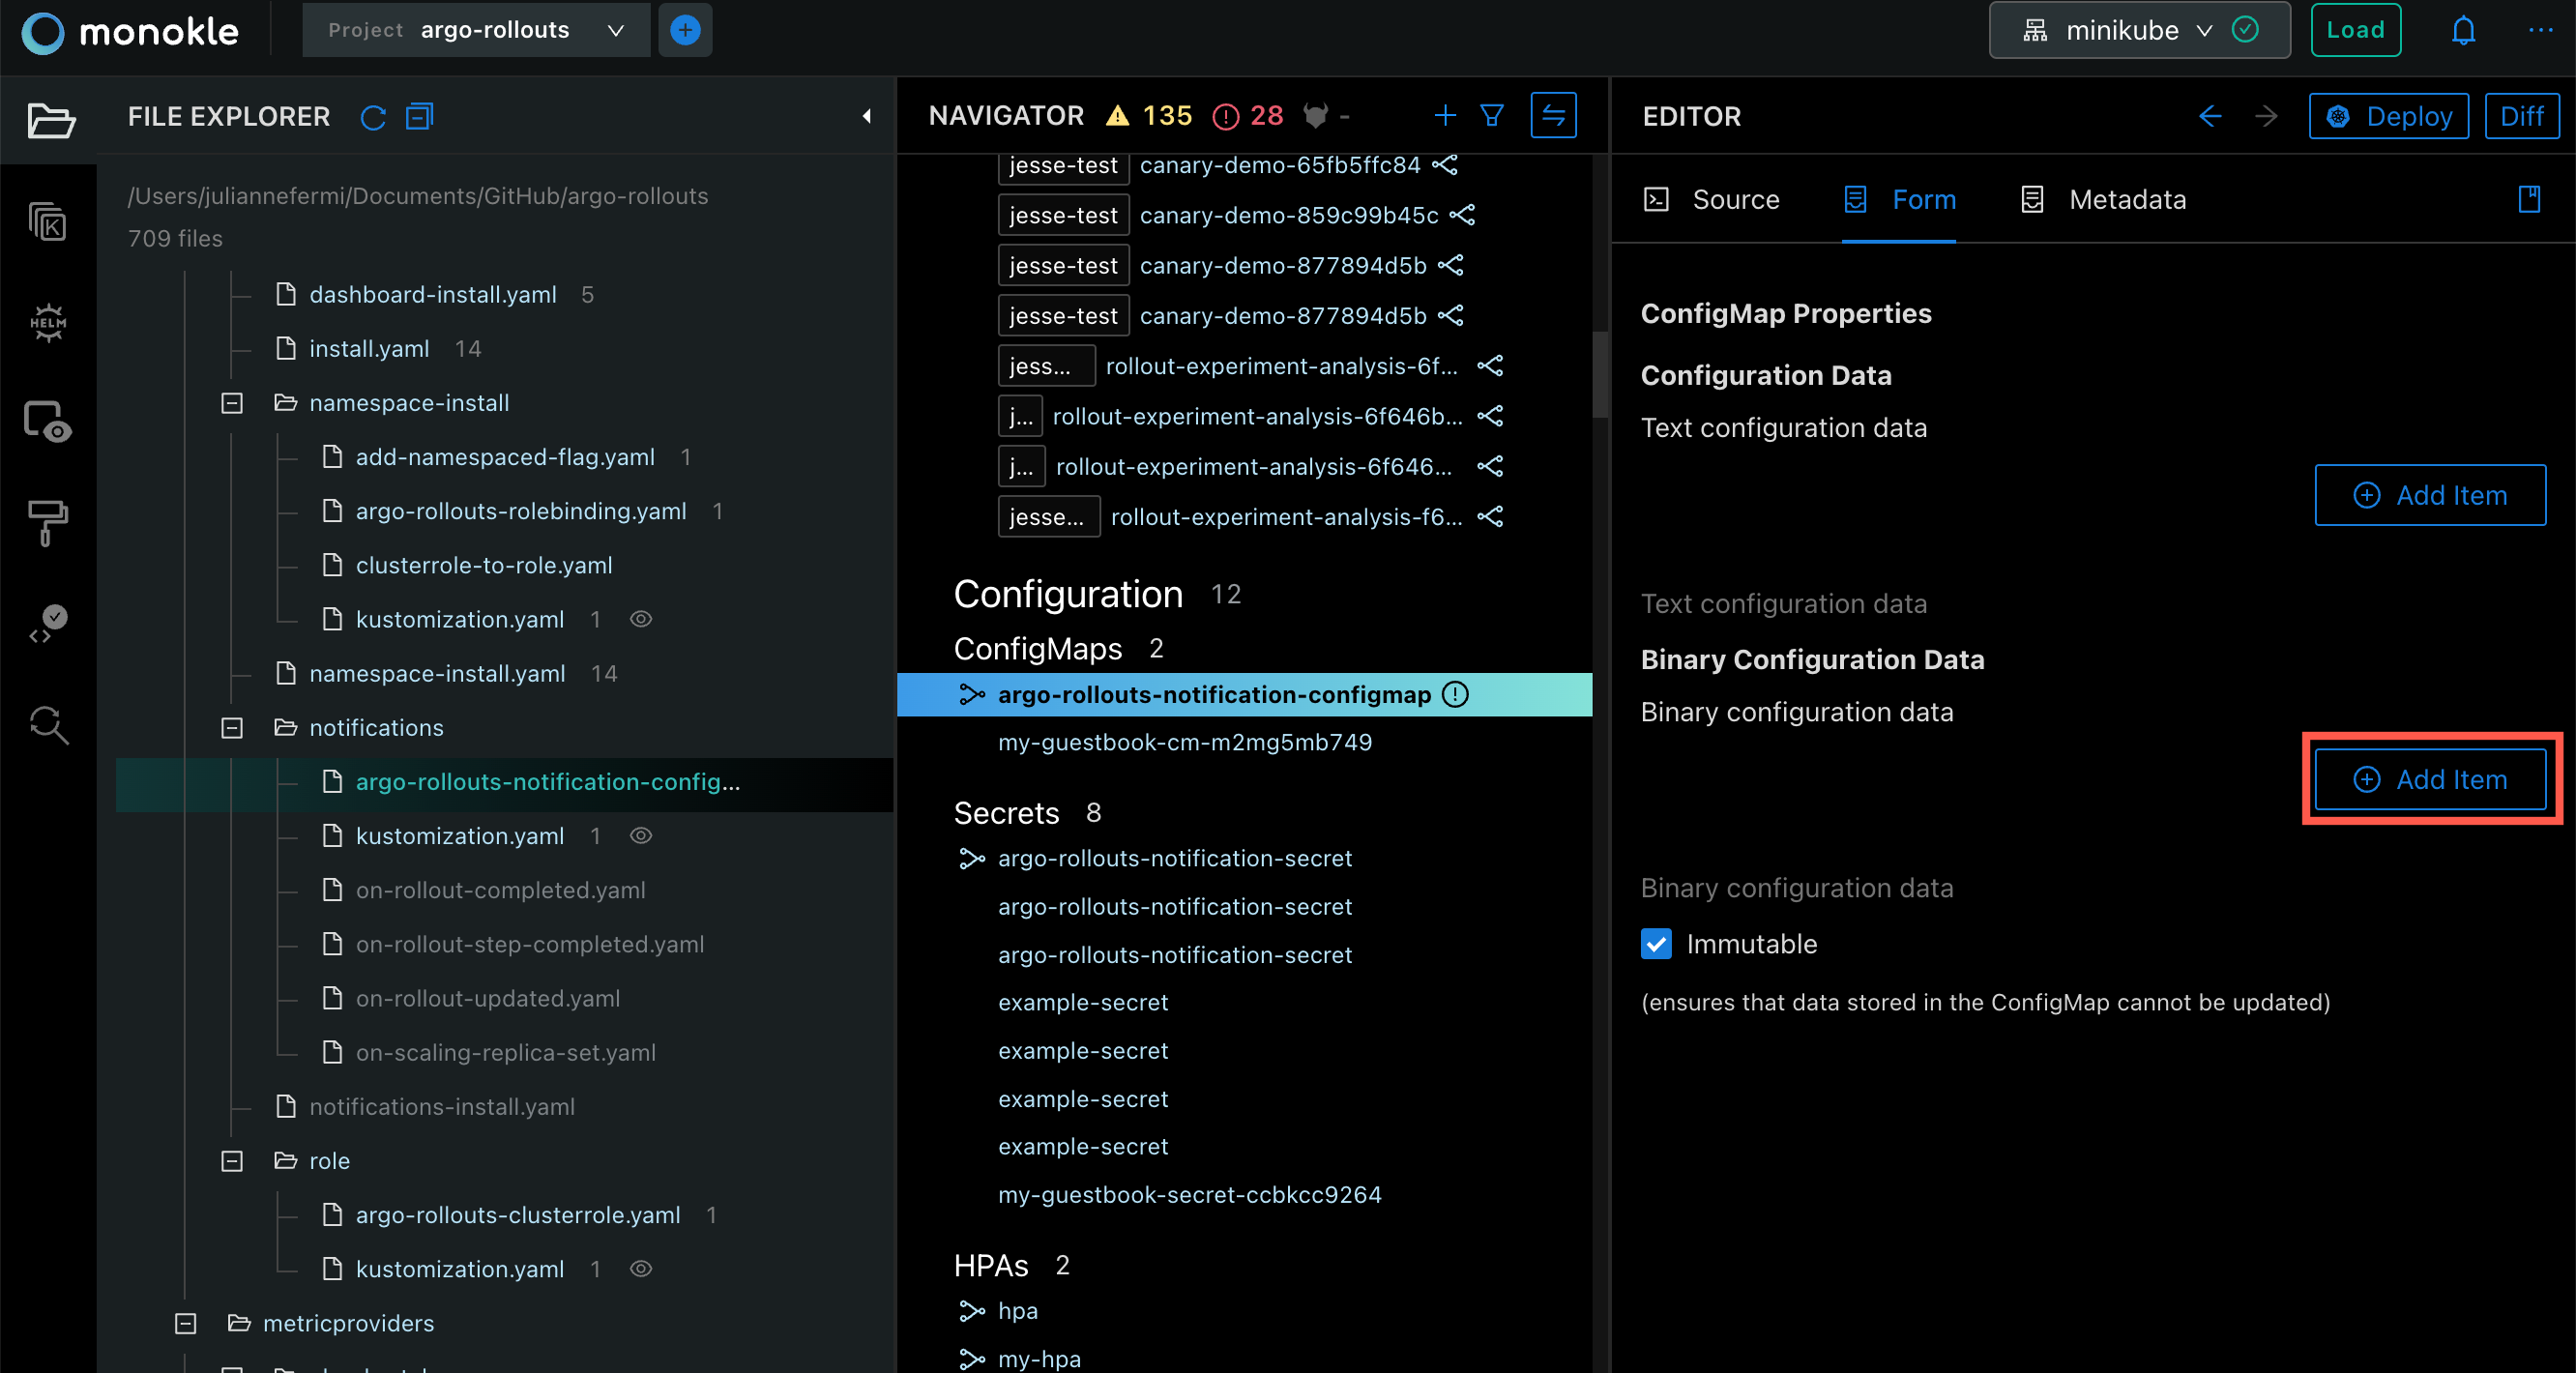 monokle
Project argo-rollouts
minikube
Load
FILE EXPLORER
/Users/juliannefermi/Documents/GitHub/argo-rollouts
709 files
dashboard-install.yaml 5
install.yaml 14
namespace-install
add-namespaced-flag.yaml 1
argo-rollouts-rolebinding.yaml 1
clusterrole-to-role.yaml
kustomization.yaml 1
namespace-install.yaml 14
notifications
argo-rollouts-notification-config...
kustomization.yaml 1
on-rollout-completed.yaml
on-rollout-step-completed.yaml
on-rollout-updated.yaml
on-scaling-replica-set.yaml
notifications-install.yaml
role
argo-rollouts-clusterrole.yaml 1
kustomization.yaml 1
metricproviders
K
HELM
NAVIGATOR 135 28 -
jesse-test canary-demo-65fb5ffc84
jesse-test canary-demo-859c99b45c
jesse-test canary-demo-877894d5b
jesse-test canary-demo-877894d5b
jess... rollout-experiment-analysis-6f...
j... rollout-experiment-analysis-6f646b...
j... rollout-experiment-analysis-6f646...
jesse... rollout-experiment-analysis-f6...
Configuration 12
ConfigMaps 2
argo-rollouts-notification-configmap
my-guestbook-cm-m2mg5mb749
Secrets 8
argo-rollouts-notification-secret
argo-rollouts-notification-secret
argo-rollouts-notification-secret
example-secret
example-secret
example-secret
example-secret
my-guestbook-secret-ccbkcc9264
HPAs 2
hpa
my-hpa
EDITOR
Deploy
Diff
Source
Form
Metadata
ConfigMap Properties
Configuration Data
Text configuration data
Add Item
Text configuration data
Binary Configuration Data
Binary configuration data
Add Item
Binary configuration data
Immutable
(ensures that data stored in the ConfigMap cannot be updated)